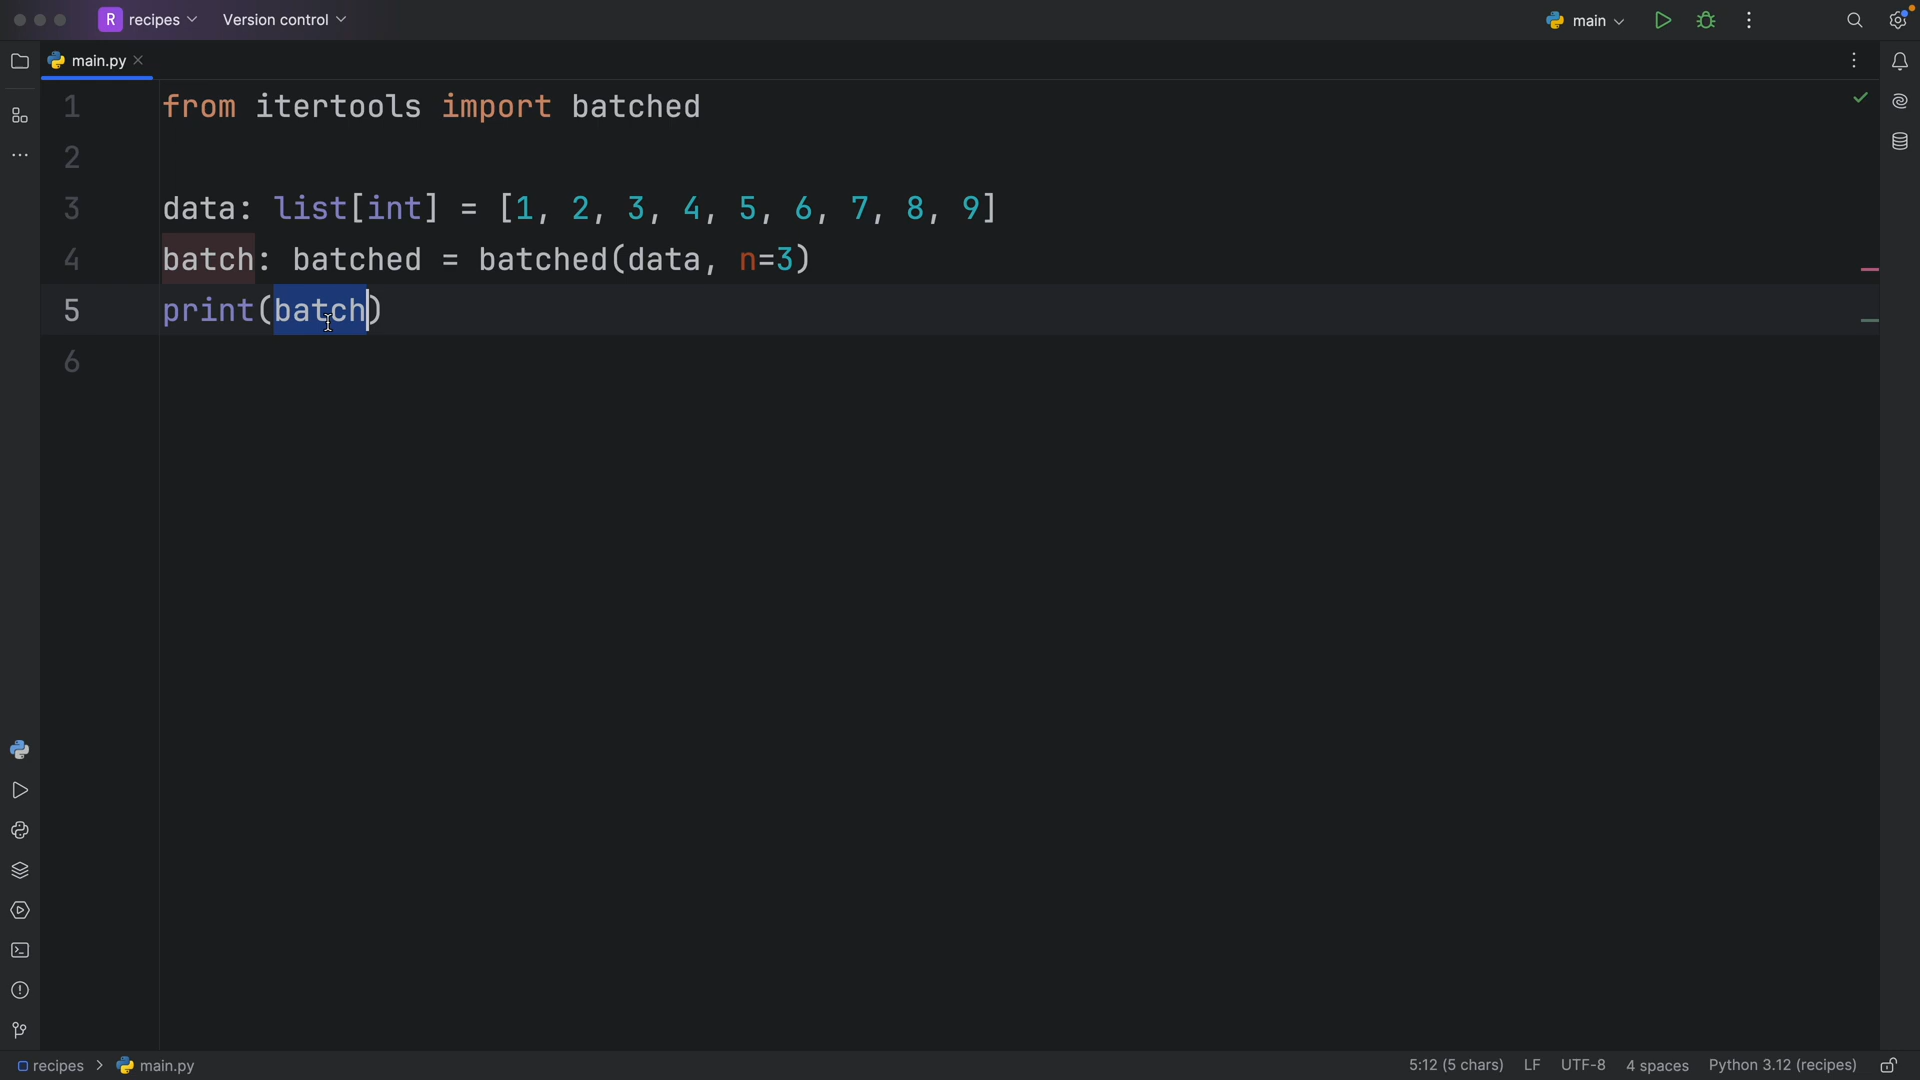 R recipes Version control main
main.py
1 from itertools import batched
2
3 data: list[int] = [1, 2, 3, 4, 5, 6, 7, 8, 9]
4 batch: batched = batched(data, n=3)
5 print(batch)
6
recipes > main.py 5:12 (5 chars) LF UTF-8 4 spaces Python 3.12 (recipes)